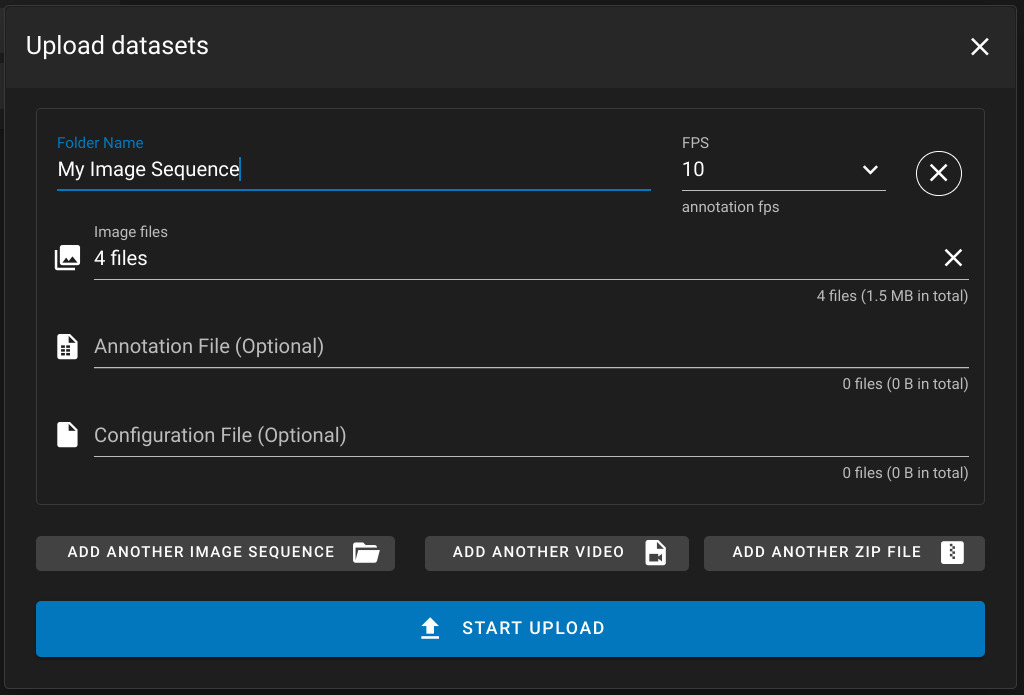 Upload datasets
Folder Name
My Image Sequence
FPS
10
annotation fps
Image files
4 files
4 files (1.5 MB in total)
Annotation File (Optional)
0 files (0 B in total)
Configuration File (Optional)
0 files (0 B in total)
ADD ANOTHER IMAGE SEQUENCE
ADD ANOTHER VIDEO
ADD ANOTHER ZIP FILE
START UPLOAD